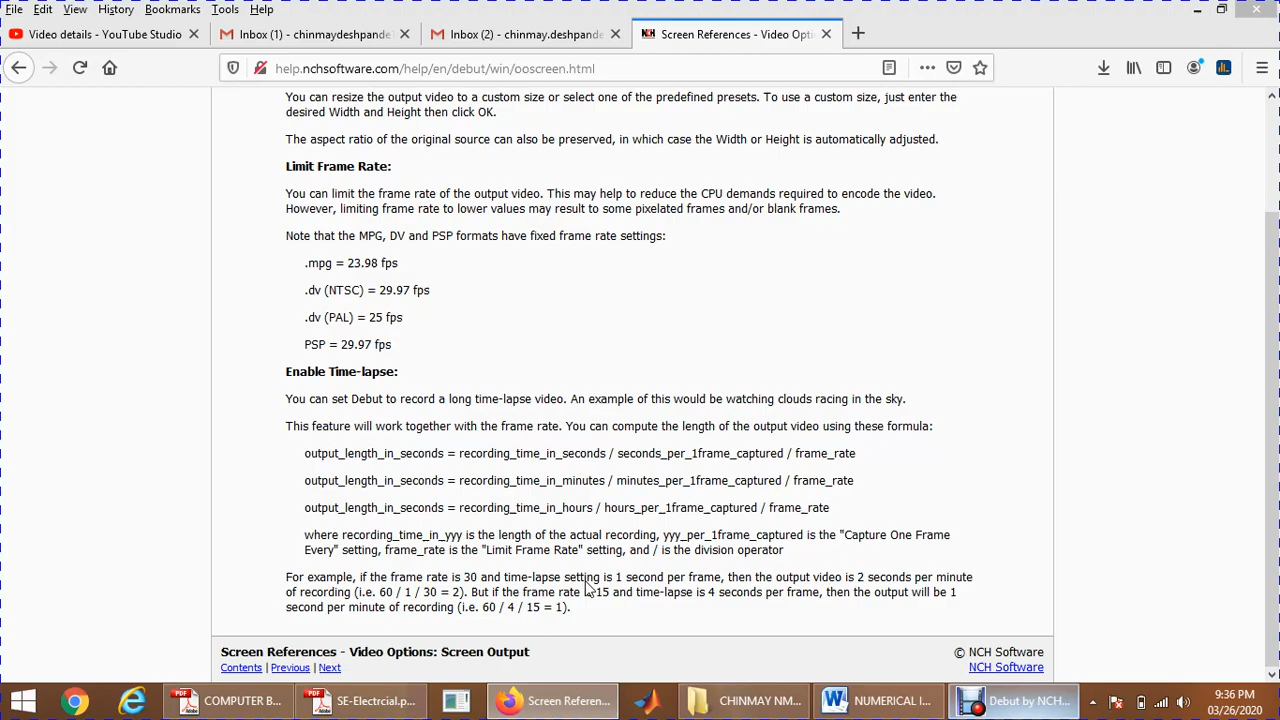 File Edit View History Bookmarks Tools Help
Video details - YouTube Studio
Inbox (1) - chinmaydeshpand
Inbox (2) - chinmay.deshpande
Screen References - Video Opti
help.nchsoftware.com/help/en/debut/win/ooscreen.html
You can resize the output video to a custom size or select one of the predefined presets. To use a custom size, just enter the
desired Width and Height then click OK.
The aspect ratio of the original source can also be preserved, in which case the Width or Height is automatically adjusted.
Limit Frame Rate:
You can limit the frame rate of the output video. This may help to reduce the CPU demands required to encode the video.
However, limiting frame rate to lower values may result to some pixelated frames and/or blank frames.
Note that the MPG, DV and PSP formats have fixed frame rate settings:
.mpg = 23.98 fps
.dv (NTSC) = 29.97 fps
.dv (PAL) = 25 fps
PSP = 29.97 fps
Enable Time-lapse:
You can set Debut to record a long time-lapse video. An example of this would be watching clouds racing in the sky.
This feature will work together with the frame rate. You can compute the length of the output video using these formula:
output_length_in_seconds = recording_time_in_seconds / seconds_per_1frame_captured / frame_rate
output_length_in_seconds = recording_time_in_minutes / minutes_per_1frame_captured / frame_rate
output_length_in_seconds = recording_time_in_hours / hours_per_1frame_captured / frame_rate
where recording_time_in_yyy is the length of the actual recording, yyy_per_1frame_captured is the "Capture One Frame
Every" setting, frame_rate is the "Limit Frame Rate" setting, and / is the division operator
For example, if the frame rate is 30 and time-lapse setting is 1 second per frame, then the output video is 2 seconds per minute
of recording (i.e. 60 / 1 / 30 = 2). But if the frame rate 15 and time-lapse is 4 seconds per frame, then the output will be 1
second per minute of recording (i.e. 60 / 4 / 15 = 1).
Screen References - Video Options: Screen Output
© NCH Software
Contents | Previous | Next
NCH Software
COMPUTER B...
SE-Electrcial.p...
Screen Referen...
CHINMAY NM...
NUMERICAL I...
Debut by NCH...
9:36 PM
03/26/2020